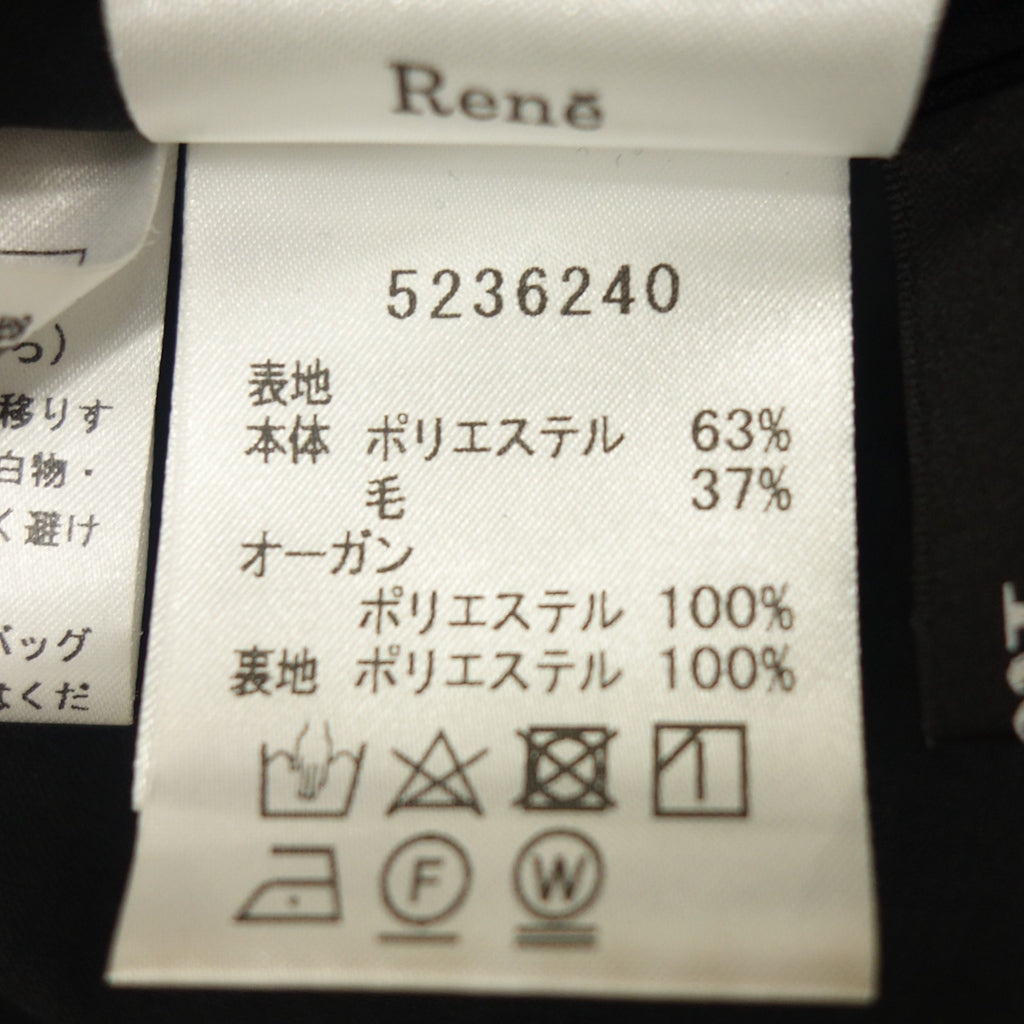 René
5236240
表地
本体 ポリエステル 63%
毛 37%
オーガン
ポリエステル 100%
裏地 ポリエステル 100%
F W
つ)
移りす
白物・
く避け
バッグ
くだ